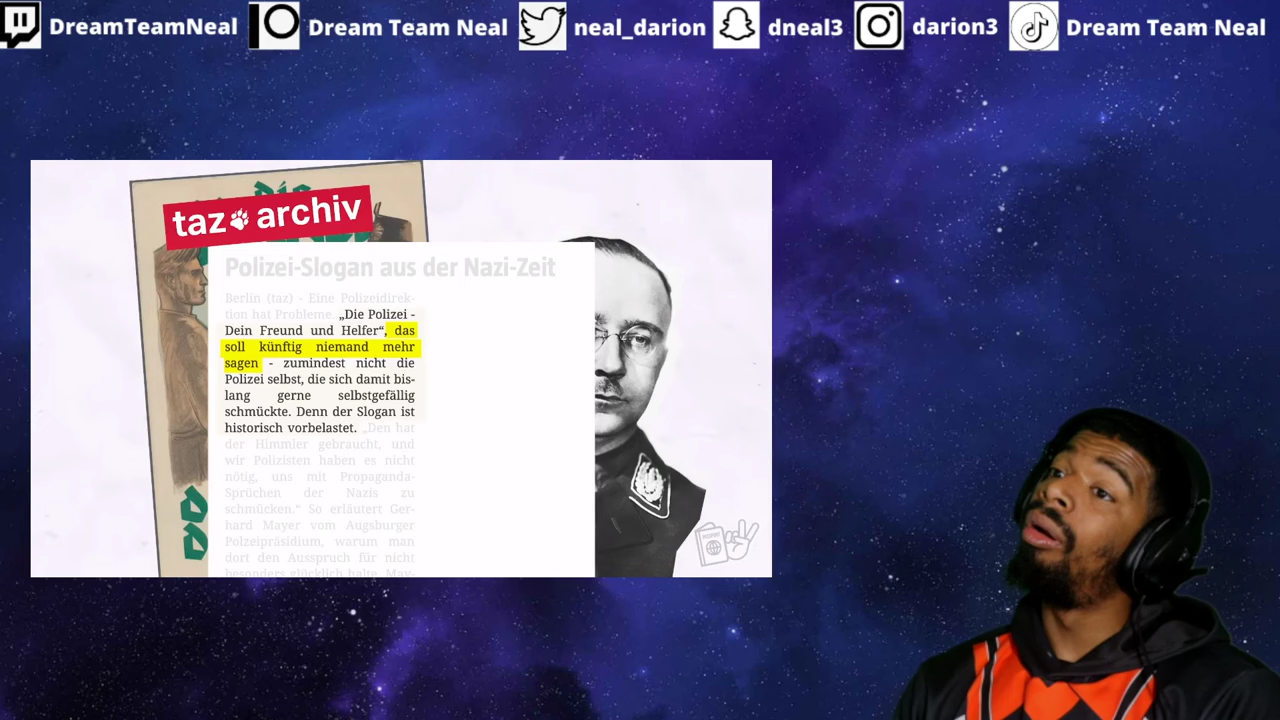 DreamTeamNeal Dream Team Neal neal_darion dneal3 darion3 Dream Team Neal
taz archiv
Polizei-Slogan aus der Nazi-Zeit
Berlin (taz) - Eine Polizeidirek-
tion hat Probleme. „Die Polizei -
Dein Freund und Helfer“, das
soll künftig niemand mehr
sagen - zumindest nicht die
Polizei selbst, die sich damit bis-
lang gerne selbstgefällig
schmückte. Denn der Slogan ist
historisch vorbelastet. „Den hat
der Himmler gebraucht, und
wir Polizisten haben es nicht
nötig, uns mit Propaganda-
Sprüchen der Nazis zu
schmücken.“ So erläutert Ger-
hard Mayer vom Augsburger
Polzeipräsidium, warum man
dort den Ausspruch für nicht
besonders glücklich halte. May-